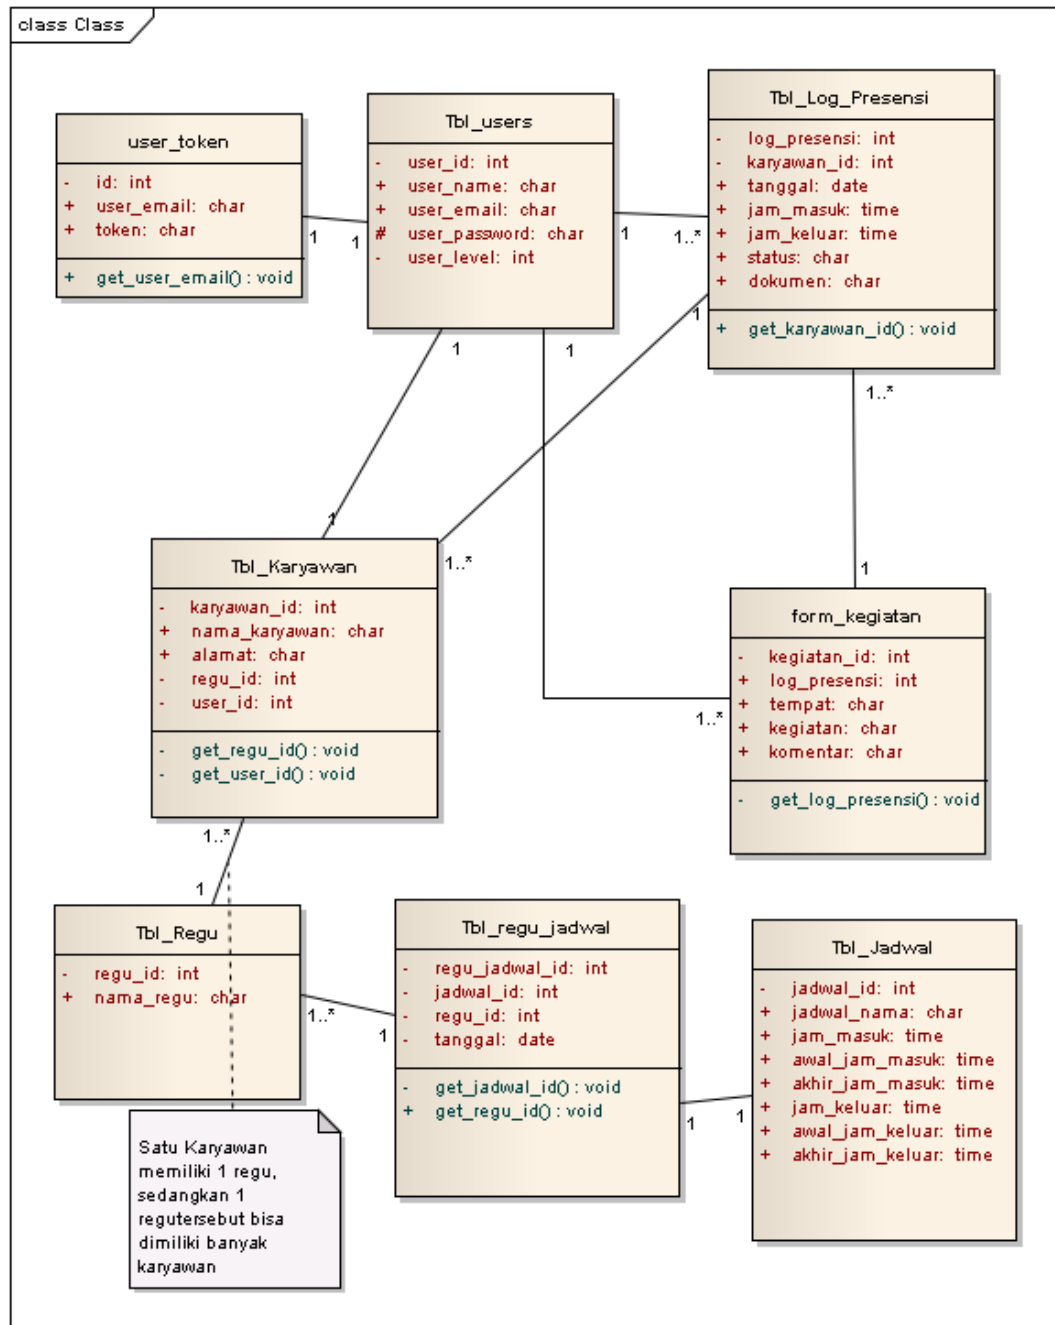 class Class
user_token
- id: int
+ user_email: char
+ token: char
+ get_user_email() : void
Tbl_users
- user_id: int
+ user_name: char
+ user_email: char
# user_password: char
- user_level: int
Tbl_Log_Presensi
- log_presensi: int
- karyawan_id: int
+ tanggal: date
+ jam_masuk: time
+ jam_keluar: time
+ status: char
+ dokumen: char
+ get_karyawan_id() : void
1
1
1
1..*
1
1
1
1..*
1
1..*
1
1..*
Tbl_Karyawan
- karyawan_id: int
+ nama_karyawan: char
+ alamat: char
- regu_id: int
- user_id: int
- get_regu_id() : void
- get_user_id() : void
form_kegiatan
- kegiatan_id: int
+ log_presensi: int
+ tempat: char
+ kegiatan: char
+ komentar: char
- get_log_presensi() : void
1..*
1
Tbl_Regu
- regu_id: int
+ nama_regu: char
1..*
1
Tbl_regu_jadwal
- regu_jadwal_id: int
- jadwal_id: int
- regu_id: int
- tanggal: date
- get_jadwal_id() : void
+ get_regu_id() : void
1
1
Tbl_Jadwal
- jadwal_id: int
+ jadwal_nama: char
+ jam_masuk: time
+ awal_jam_masuk: time
+ akhir_jam_masuk: time
+ jam_keluar: time
+ awal_jam_keluar: time
+ akhir_jam_keluar: time
Satu Karyawan
memiliki 1 regu,
sedangkan 1
regutersebut bisa
dimiliki banyak
karyawan